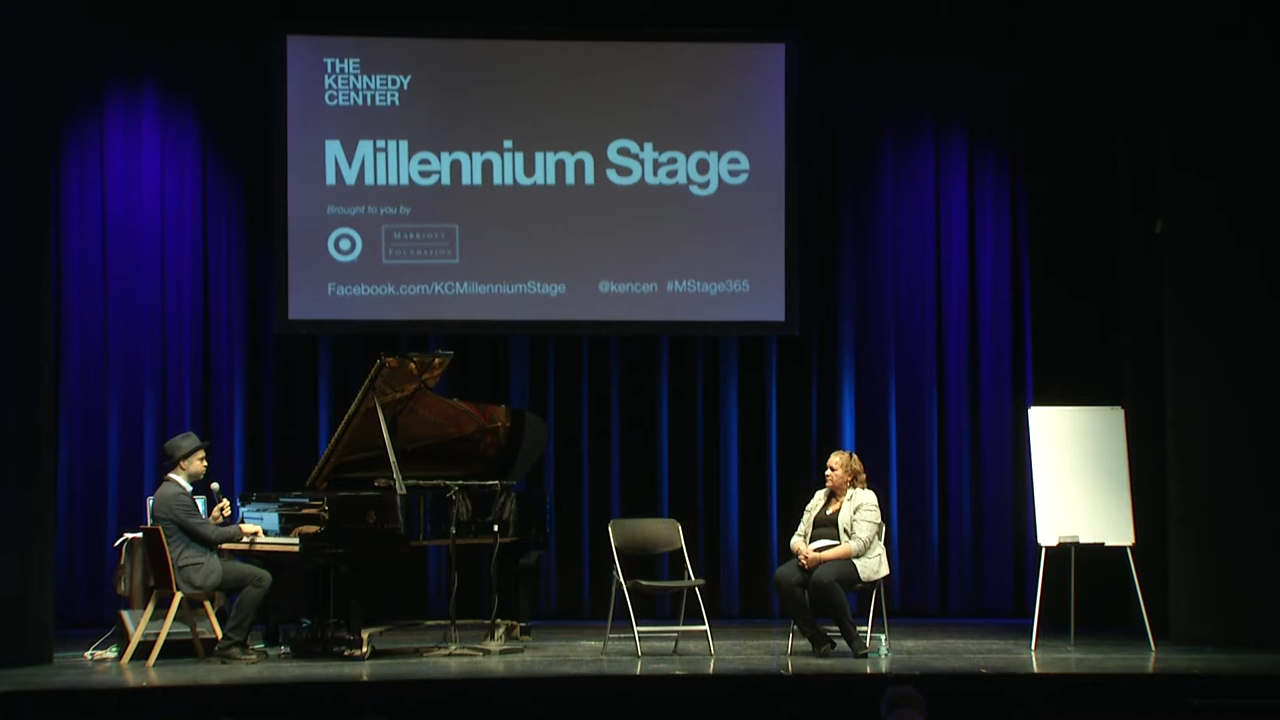 THE
KENNEDY
CENTER
Millennium Stage
Brought to you by
MARRIOTT
FOUNDATION
Facebook.com/KCMillenniumStage @kencen #MStage365